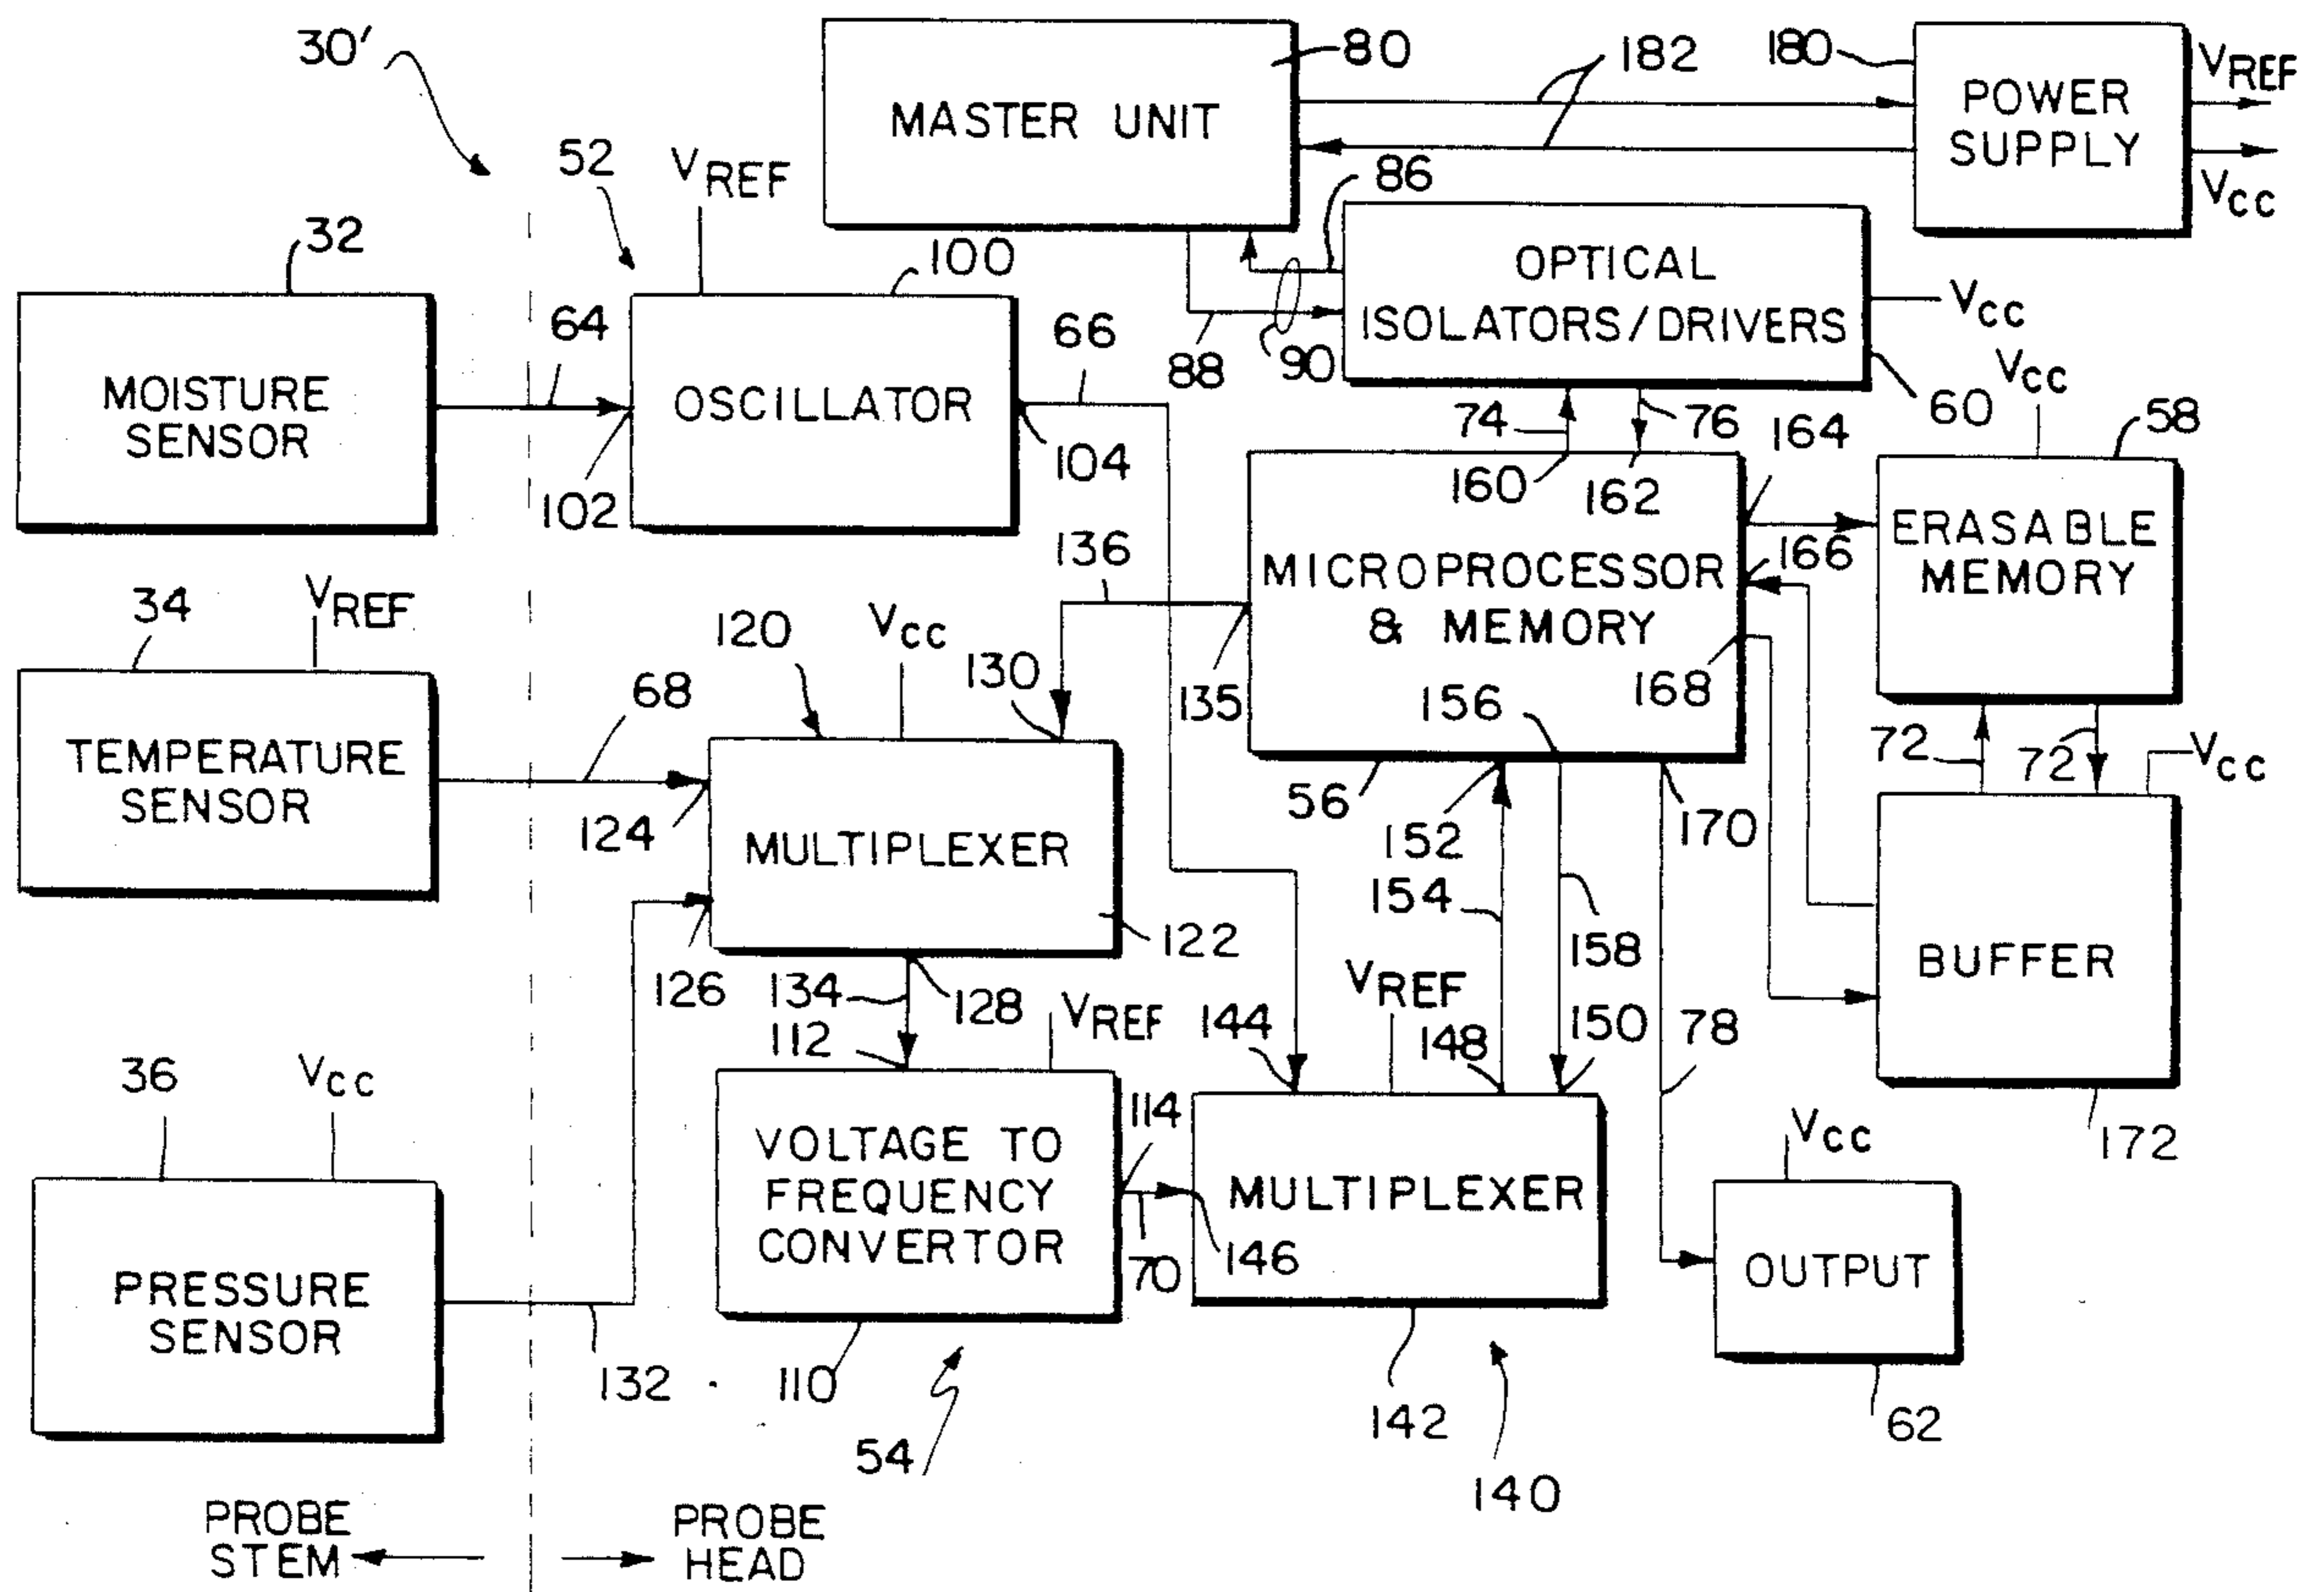 30'
80
182
180
MASTER UNIT
POWER
SUPPLY
VREF
Vcc
52
VREF
86
32
100
OPTICAL
ISOLATORS/DRIVERS
Vcc
64
66
88
90
60
MOISTURE
SENSOR
OSCILLATOR
102
104
74
76
164
Vcc
58
160
162
136
MICROPROCESSOR
& MEMORY
166
ERASABLE
MEMORY
34
VREF
120
Vcc
130
135
168
68
156
72
72
Vcc
TEMPERATURE
SENSOR
124
MULTIPLEXER
56
152
170
154
158
122
BUFFER
126
134
128
VREF
112
VREF
144
148
150
78
36
Vcc
114
Vcc
172
VOLTAGE TO
FREQUENCY
CONVERTOR
MULTIPLEXER
146
70
OUTPUT
PRESSURE
SENSOR
132
110
142
62
54
140
PROBE
STEM
PROBE
HEAD